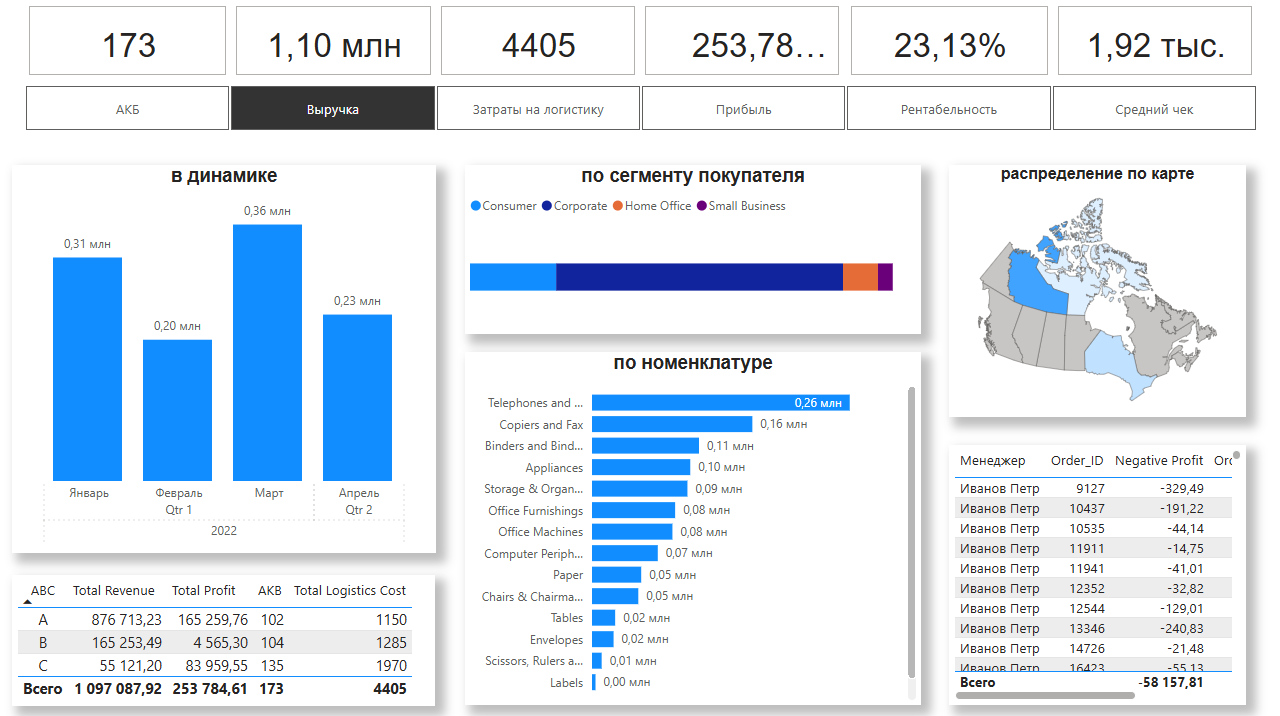 173 1,10 млн 4405 253,78... 23,13% 1,92 тыс.
АКБ Выручка Затраты на логистику Прибыль Рентабельность Средний чек
в динамике
0,31 млн
0,20 млн
0,36 млн
0,23 млн
Январь Февраль Март Апрель
Qtr 1 Qtr 2
2022
ABC Total Revenue Total Profit AKB Total Logistics Cost
A 876 713,23 165 259,76 102 1150
B 165 253,49 4 565,30 104 1285
C 55 121,20 83 959,55 135 1970
Всего 1 097 087,92 253 784,61 173 4405
по сегменту покупателя
Consumer Corporate Home Office Small Business
по номенклатуре
Telephones and ... 0,26 млн
Copiers and Fax 0,16 млн
Binders and Bind... 0,11 млн
Appliances 0,10 млн
Storage & Organ... 0,09 млн
Office Furnishings 0,08 млн
Office Machines 0,08 млн
Computer Periph... 0,07 млн
Paper 0,05 млн
Chairs & Chairma... 0,05 млн
Tables 0,02 млн
Envelopes 0,02 млн
Scissors, Rulers a... 0,01 млн
Labels 0,00 млн
распределение по карте
Менеджер Order_ID Negative Profit Orc
Иванов Петр 9127 -329,49
Иванов Петр 10437 -191,22
Иванов Петр 10535 -44,14
Иванов Петр 11911 -14,75
Иванов Петр 11941 -41,01
Иванов Петр 12352 -32,82
Иванов Петр 12544 -129,01
Иванов Петр 13346 -240,83
Иванов Петр 14726 -21,48
Иванов Петр 16423 -55,13
Всего -58 157,81